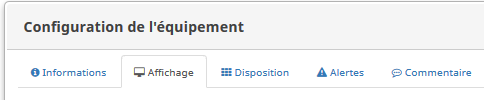 Configuration de l'équipement
Informations Affichage Disposition Alertes Commentaire